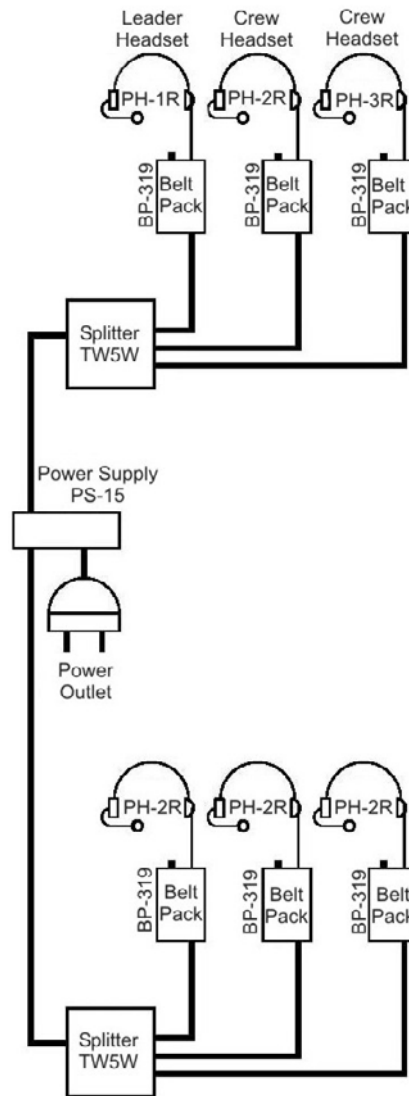 Leader
Headset
Crew
Headset
Crew
Headset
PH-1R
PH-2R
PH-3R
BP-319
Belt
Pack
BP-319
Belt
Pack
BP-319
Belt
Pack
Splitter
TW5W
Power Supply
PS-15
Power
Outlet
PH-2R
PH-2R
PH-2R
BP-319
Belt
Pack
BP-319
Belt
Pack
BP-319
Belt
Pack
Splitter
TW5W